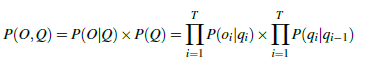 P(O,Q) = P(O|Q) × P(Q) = ∏_{i=1}^{T} P(o_i|q_i) × ∏_{i=1}^{T} P(q_i|q_{i−1})